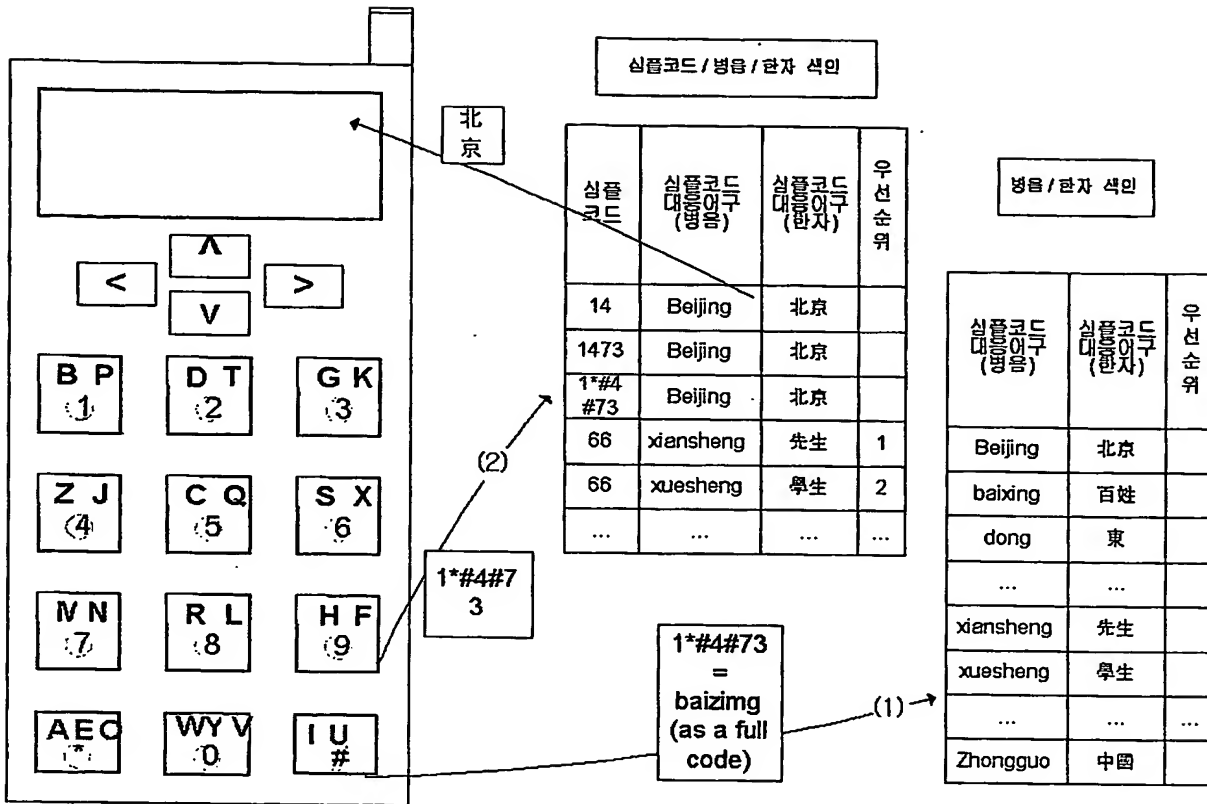 심플코드/병음/한자 색인
北
京
심플
코드
심플코드
대응어구
(병음)
심플코드
대응어구
(한자)
우
선
순
위
14
Beijing
北京
1473
Beijing
北京
1*#4
#73
Beijing
北京
66
xiansheng
先生
1
66
xuesheng
學生
2
...
...
...
...
병음/한자 색인
심플코드
대응어구
(병음)
심플코드
대응어구
(한자)
우
선
순
위
Beijing
北京
baixing
百姓
dong
東
...
...
xiansheng
先生
xuesheng
學生
...
...
...
Zhongguo
中國
<
Λ
V
>
B P
1
D T
2
G K
3
Z J
4
C Q
5
S X
6
M N
7
R L
8
H F
9
AEO
*
WY V
0
I U
#
(2)
1*#4#7
3
1*#4#73
=
baizimg
(as a full
code)
(1)